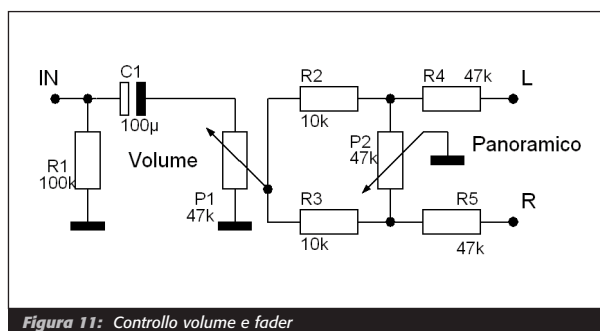 IN
C1
100µ
R1
100k
Volume
P1
47k
R2
10k
R3
10k
P2
47k
R4 47k
L
Panoramico
R5
47k
R
Figura 11: Controllo volume e fader